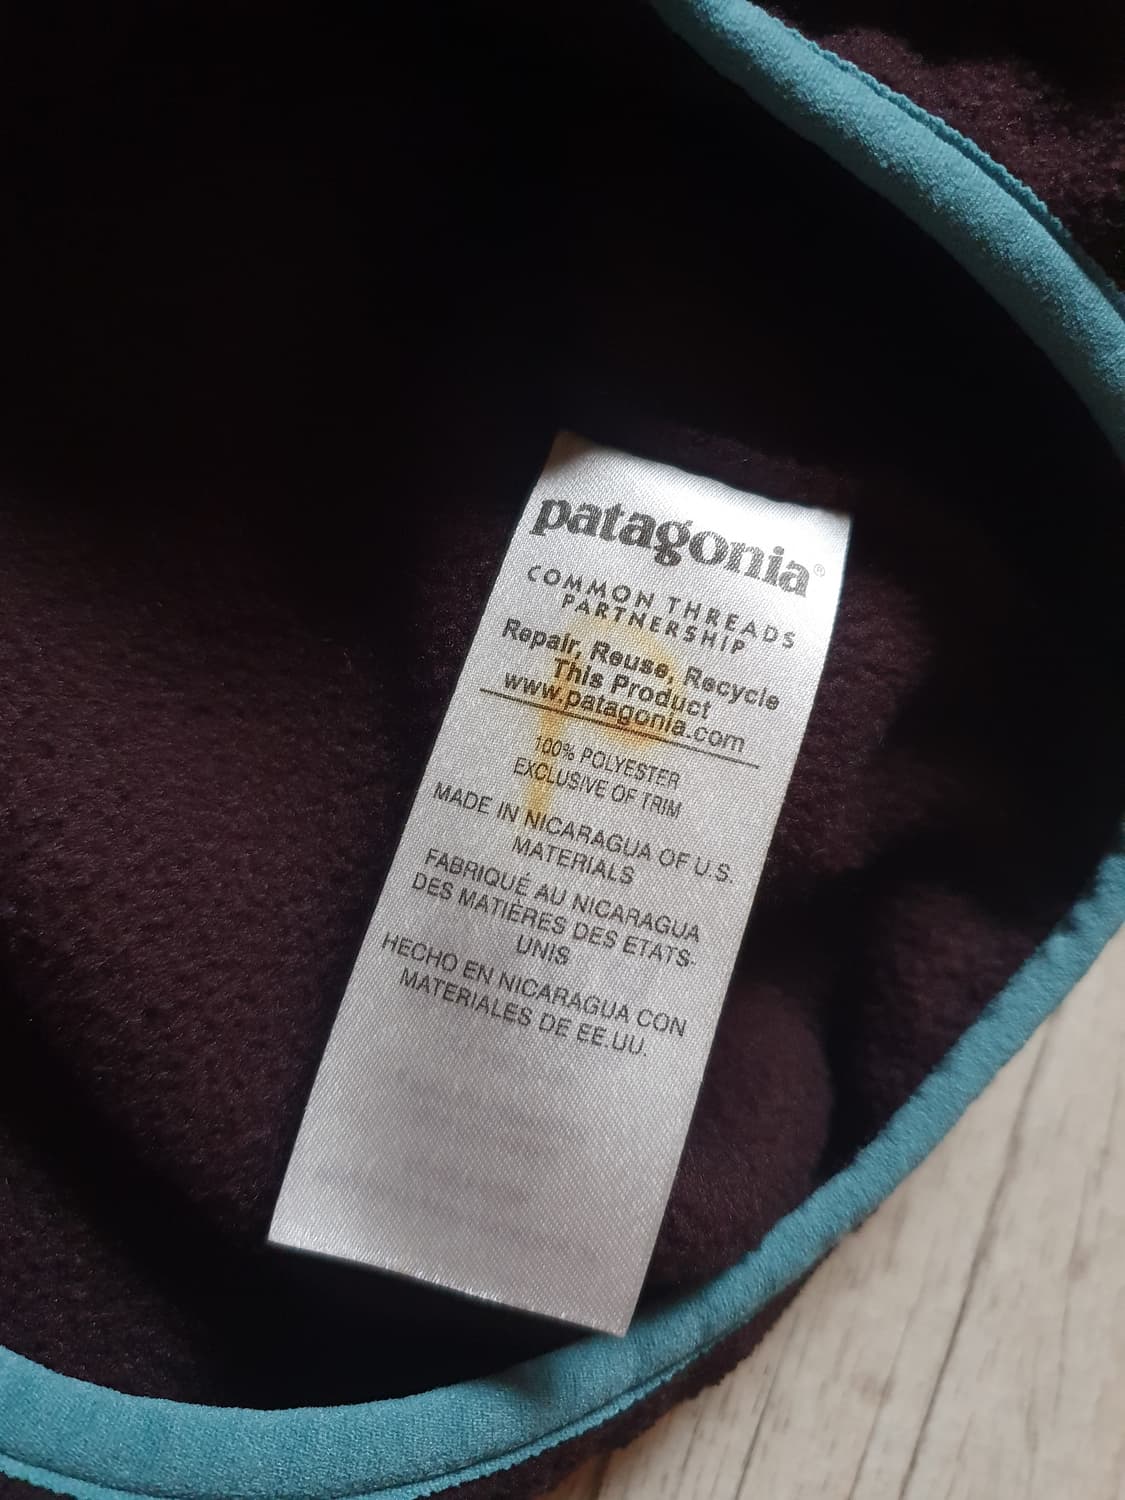 patagonia®
COMMON THREADS
PARTNERSHIP
Repair, Reuse, Recycle
This Product
www.patagonia.com
100% POLYESTER
EXCLUSIVE OF TRIM
MADE IN NICARAGUA OF U.S.
MATERIALS
FABRIQUÉ AU NICARAGUA
DES MATIÈRES DES ETATS-
UNIS
HECHO EN NICARAGUA CON
MATERIALES DE EE.UU.